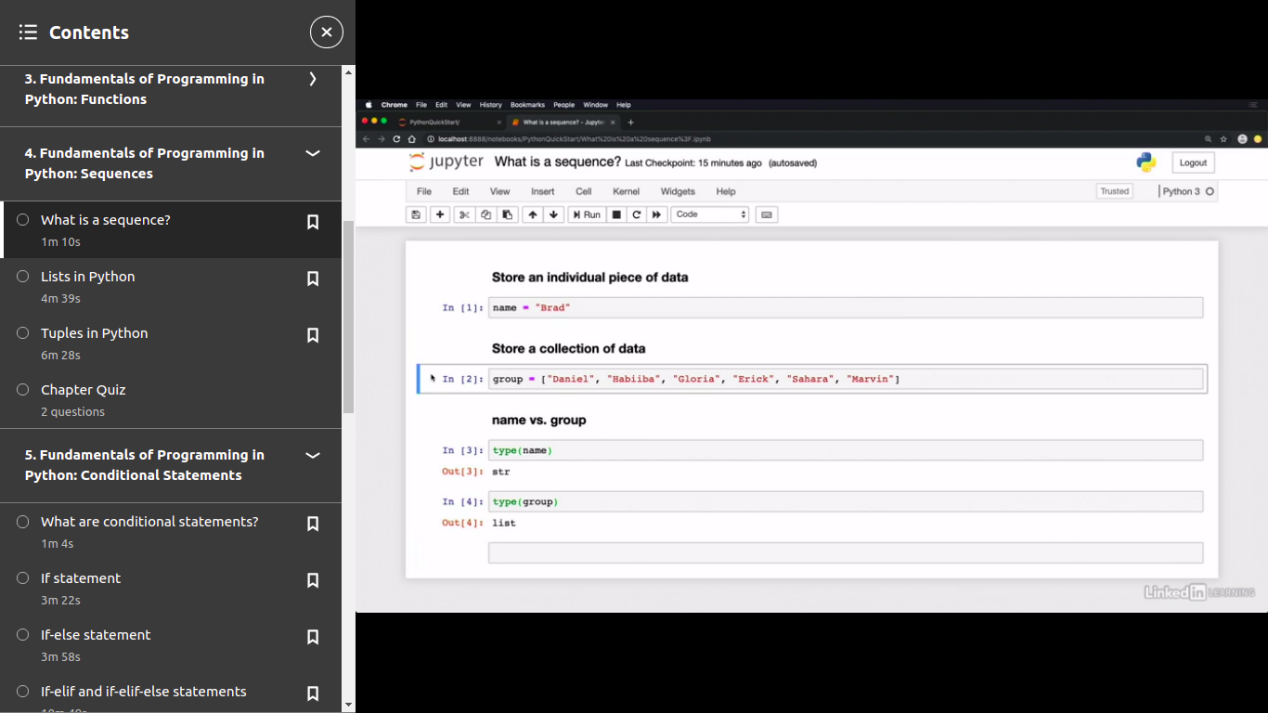 Contents
3. Fundamentals of Programming in
Python: Functions
4. Fundamentals of Programming in
Python: Sequences
What is a sequence?
1m 10s
Lists in Python
4m 39s
Tuples in Python
6m 28s
Chapter Quiz
2 questions
5. Fundamentals of Programming in
Python: Conditional Statements
What are conditional statements?
1m 4s
If statement
3m 22s
If-else statement
3m 58s
If-elif and if-elif-else statements
Chrome File Edit View History Bookmarks People Window Help
PythonQuickStart/ What is a sequence? - Jupyte
localhost:8888/notebooks/PythonQuickStart/What%20is%20a%20sequence%3F.ipynb
jupyter What is a sequence? Last Checkpoint: 15 minutes ago (autosaved) Logout
File Edit View Insert Cell Kernel Widgets Help Trusted Python 3
Run Code
Store an individual piece of data
In [1]: name = "Brad"
Store a collection of data
In [2]: group = ["Daniel", "Habiiba", "Gloria", "Erick", "Sahara", "Marvin"]
name vs. group
In [3]: type(name)
Out[3]: str
In [4]: type(group)
Out[4]: list
Linked in LEARNING